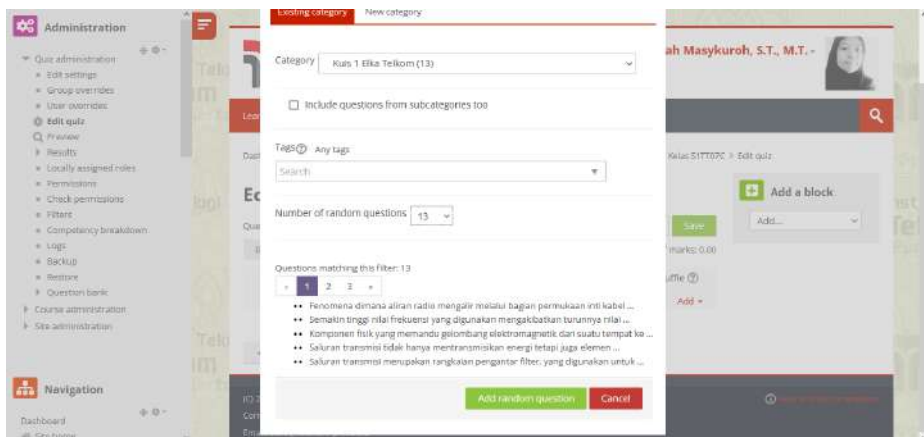 Administration
Quiz administration
Edit settings
Group overrides
User overrides
Edit quiz
Preview
Results
Locally assigned roles
Permissions
Check permissions
Filters
Competency breakdown
Logs
Backup
Restore
Question bank
Course administration
Site administration
Navigation
Dashboard
Site home
Existing category
New category
Category
Kuis 1 Elka Telkom (13)
Include questions from subcategories too
Tags
Any tags
Search
Number of random questions
13
Questions matching this filter: 13
« 1 2 3 »
Fenomena dimana aliran radio mengalir melalui bagian permukaan inti kabel ...
Semakin tinggi nilai frekuensi yang digunakan mengakibatkan turunnya nilai ...
Komponen fisik yang memandu gelombang elektromagnetik dari suatu tempat ke ...
Saluran transmisi tidak hanya mentransmisikan energi tetapi juga elemen ...
Saluran transmisi merupakan rangkaian pengantar filter, yang digunakan untuk ...
Add random question
Cancel
ah Masykuroh, S.T., M.T.
Kelas S1TT07C > Edit quiz
Add a block
Add...
Save
marks: 0.00
Add